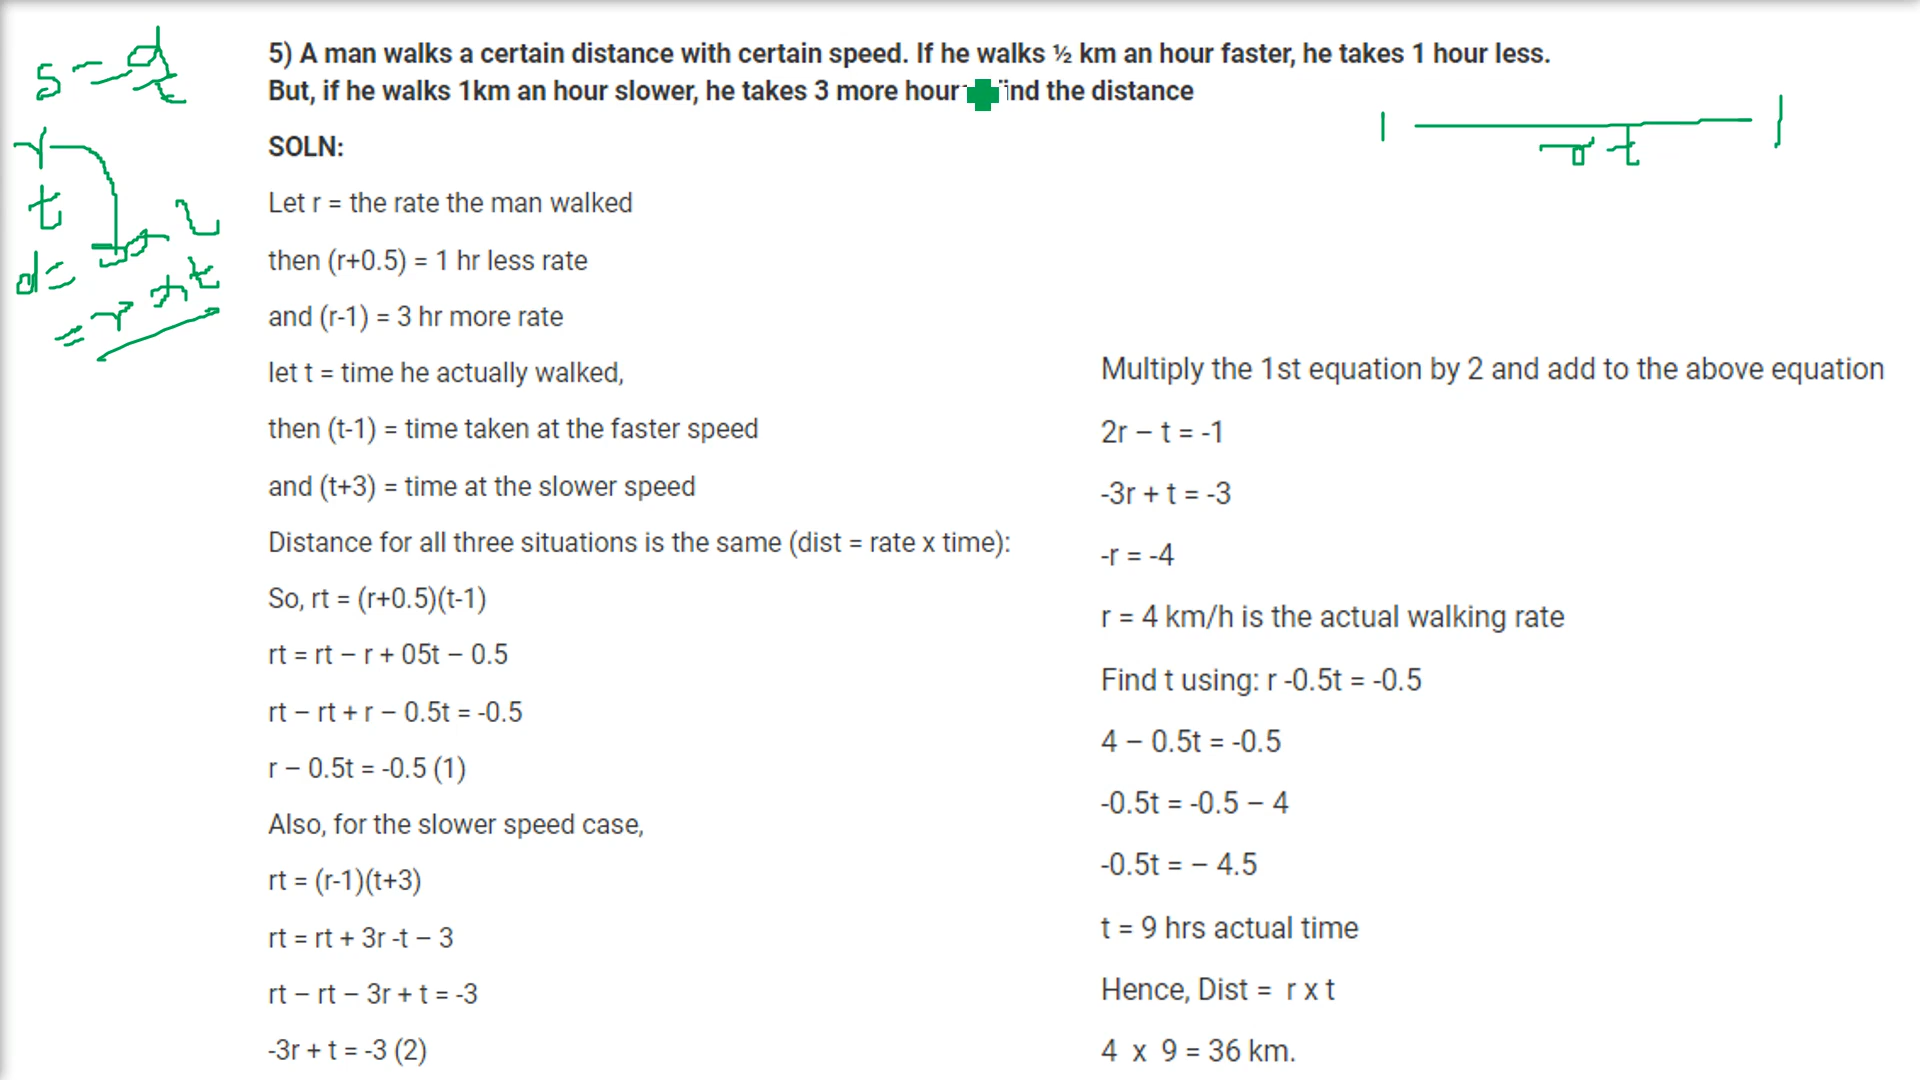 5) A man walks a certain distance with certain speed. If he walks ½ km an hour faster, he takes 1 hour less.
But, if he walks 1km an hour slower, he takes 3 more hour ind the distance
SOLN:
Let r = the rate the man walked
then (r+0.5) = 1 hr less rate
and (r-1) = 3 hr more rate
let t = time he actually walked,
then (t-1) = time taken at the faster speed
and (t+3) = time at the slower speed
Distance for all three situations is the same (dist = rate x time):
So, rt = (r+0.5)(t-1)
rt = rt – r + 05t – 0.5
rt – rt + r – 0.5t = -0.5
r – 0.5t = -0.5 (1)
Also, for the slower speed case,
rt = (r-1)(t+3)
rt = rt + 3r -t – 3
rt – rt – 3r + t = -3
-3r + t = -3 (2)
Multiply the 1st equation by 2 and add to the above equation
2r – t = -1
-3r + t = -3
-r = -4
r = 4 km/h is the actual walking rate
Find t using: r -0.5t = -0.5
4 – 0.5t = -0.5
-0.5t = -0.5 – 4
-0.5t = – 4.5
t = 9 hrs actual time
Hence, Dist = r x t
4 x 9 = 36 km.
s = d
t
r
t
d =
= r x t